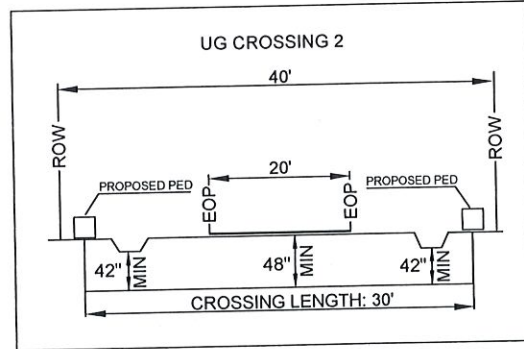 UG CROSSING 2
40'
ROW
ROW
PROPOSED PED
20'
PROPOSED PED
EOP
EOP
42"
MIN
48"
MIN
42"
MIN
CROSSING LENGTH: 30'